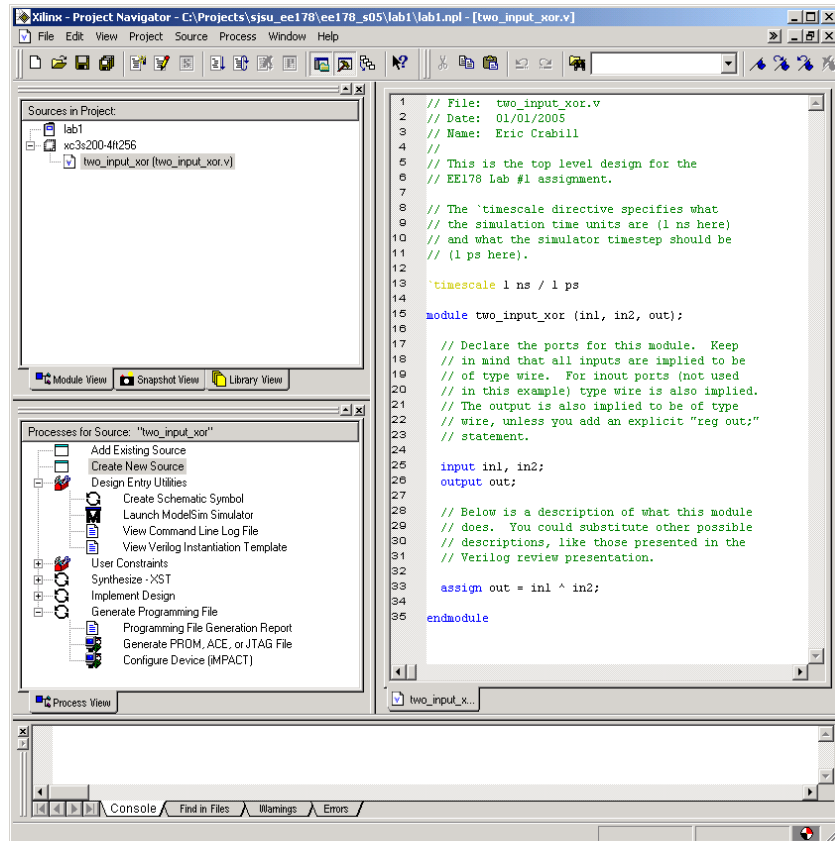 Xilinx - Project Navigator - C:\Projects\sjsu_ee178\ee178_s05\lab1\lab1.npl - [two_input_xor.v]
File Edit View Project Source Process Window Help
Sources in Project:
lab1
xc3s200-4ft256
two_input_xor (two_input_xor.v)
Module View Snapshot View Library View
Processes for Source: "two_input_xor"
Add Existing Source
Create New Source
Design Entry Utilities
Create Schematic Symbol
Launch ModelSim Simulator
View Command Line Log File
View Verilog Instantiation Template
User Constraints
Synthesize - XST
Implement Design
Generate Programming File
Programming File Generation Report
Generate PROM, ACE, or JTAG File
Configure Device (iMPACT)
Process View
1 // File:  two_input_xor.v
2 // Date:  01/01/2005
3 // Name:  Eric Crabill
4 //
5 // This is the top level design for the
6 // EE178 Lab #1 assignment.
7
8 // The `timescale directive specifies what
9 // the simulation time units are (1 ns here)
10 // and what the simulator timestep should be
11 // (1 ps here).
12
13 `timescale 1 ns / 1 ps
14
15 module two_input_xor (in1, in2, out);
16
17 // Declare the ports for this module.  Keep
18 // in mind that all inputs are implied to be
19 // of type wire.  For inout ports (not used
20 // in this example) type wire is also implied.
21 // The output is also implied to be of type
22 // wire, unless you add an explicit "reg out;"
23 // statement.
24
25 input in1, in2;
26 output out;
27
28 // Below is a description of what this module
29 // does.  You could substitute other possible
30 // descriptions, like those presented in the
31 // Verilog review presentation.
32
33 assign out = in1 ^ in2;
34
35 endmodule
two_input_x...
Console Find in Files Warnings Errors